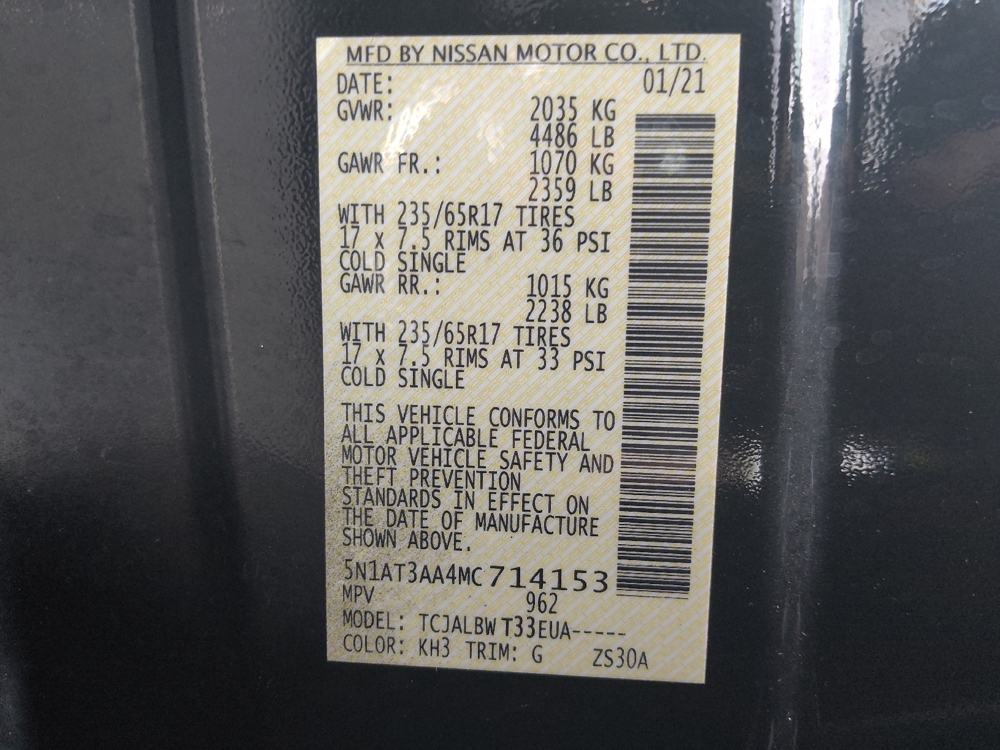 MFD BY NISSAN MOTOR CO., LTD.
DATE: 01/21
GVWR: 2035 KG
4486 LB
GAWR FR.: 1070 KG
2359 LB
WITH 235/65R17 TIRES
17 X 7.5 RIMS AT 36 PSI
COLD SINGLE
GAWR RR.: 1015 KG
2238 LB
WITH 235/65R17 TIRES
17 X 7.5 RIMS AT 33 PSI
COLD SINGLE
THIS VEHICLE CONFORMS TO
ALL APPLICABLE FEDERAL
MOTOR VEHICLE SAFETY AND
THEFT PREVENTION
STANDARDS IN EFFECT ON
THE DATE OF MANUFACTURE
SHOWN ABOVE.
5N1AT3AA4MC714153
MPV 962
MODEL: TCJALBW T33EUA-----
COLOR: KH3 TRIM: G ZS30A